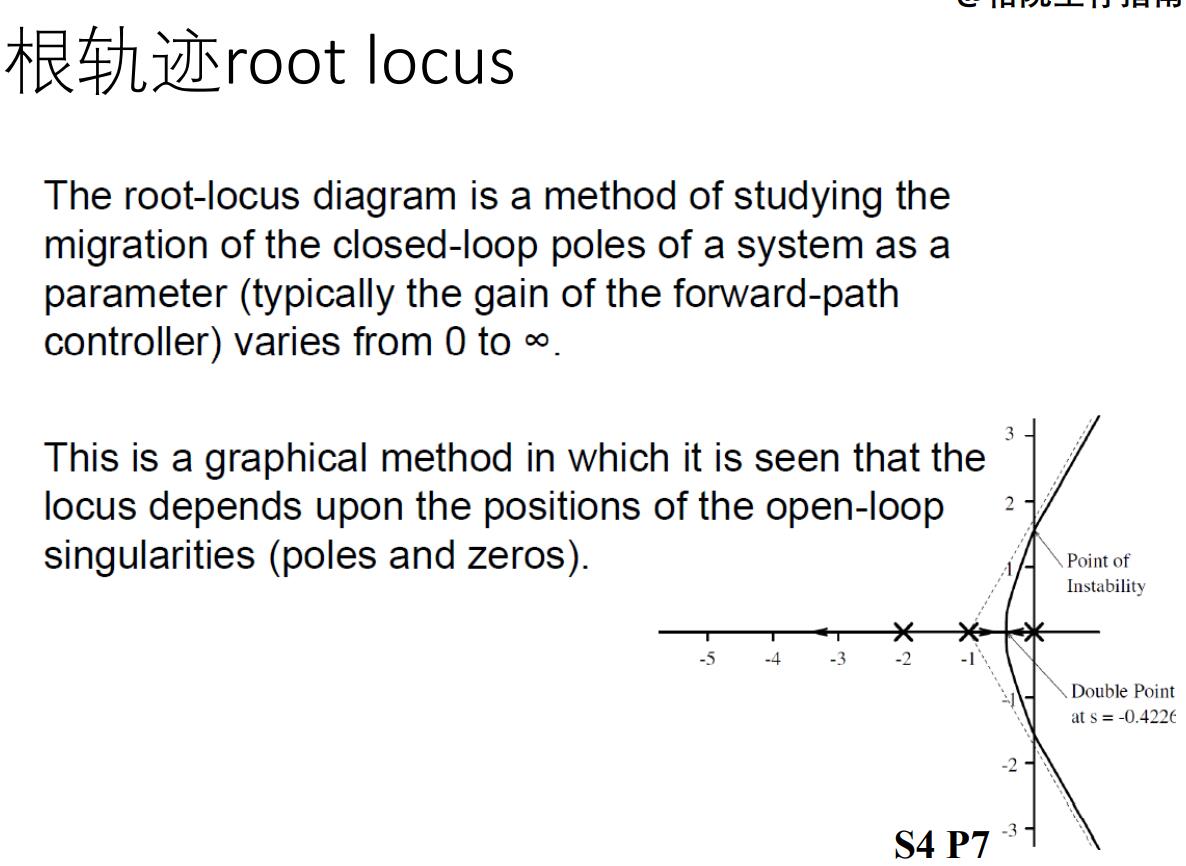 根轨迹root locus
The root-locus diagram is a method of studying the
migration of the closed-loop poles of a system as a
parameter (typically the gain of the forward-path
controller) varies from 0 to ∞.
This is a graphical method in which it is seen that the
locus depends upon the positions of the open-loop
singularities (poles and zeros).
3
2
1
Point of
Instability
-5 -4 -3 -2 -1
-1
Double Point
at s = -0.4226
-2
-3
S4 P7